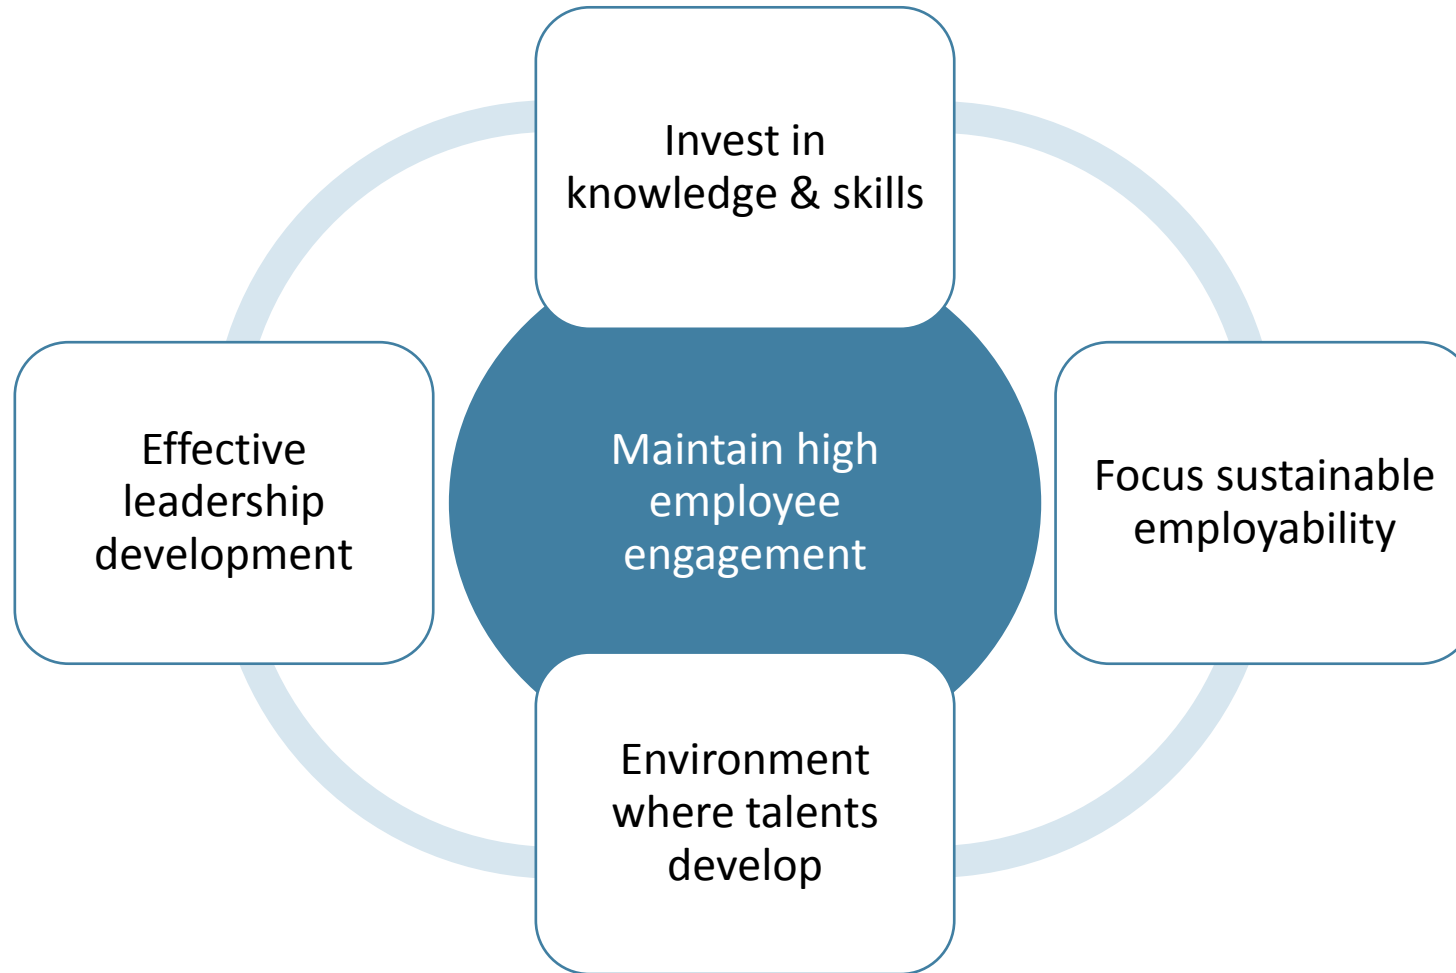 Invest in
knowledge & skills
Effective
leadership
development
Maintain high
employee
engagement
Focus sustainable
employability
Environment
where talents
develop